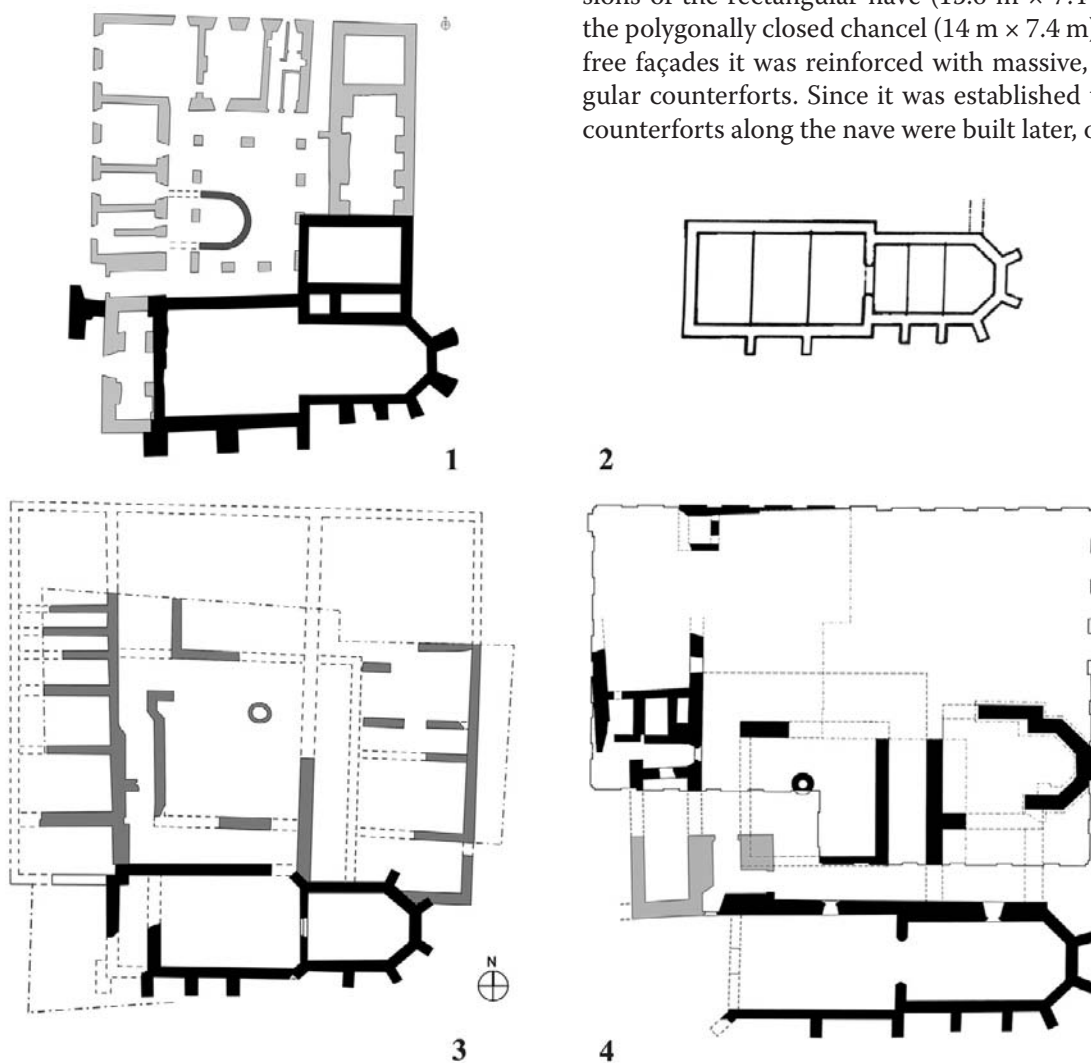 sions of the rectangular nave (15.6 m × 7.1
the polygonally closed chancel (14 m × 7.4 m)
free façades it was reinforced with massive,
gular counterforts. Since it was established
counterforts along the nave were built later,
1
2
N
3
4